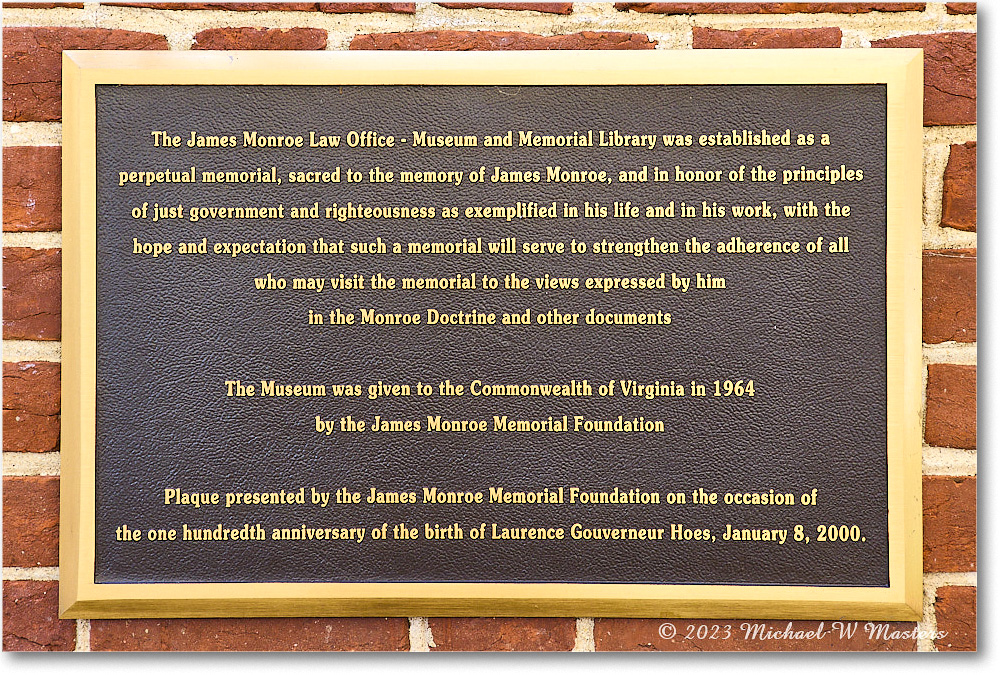 The James Monroe Law Office - Museum and Memorial Library was established as a
perpetual memorial, sacred to the memory of James Monroe, and in honor of the principles
of just government and righteousness as exemplified in his life and in his work, with the
hope and expectation that such a memorial will serve to strengthen the adherence of all
who may visit the memorial to the views expressed by him
in the Monroe Doctrine and other documents
The Museum was given to the Commonwealth of Virginia in 1964
by the James Monroe Memorial Foundation
Plaque presented by the James Monroe Memorial Foundation on the occasion of
the one hundredth anniversary of the birth of Laurence Gouverneur Hoes, January 8, 2000.
© 2023 Michael-W Masters